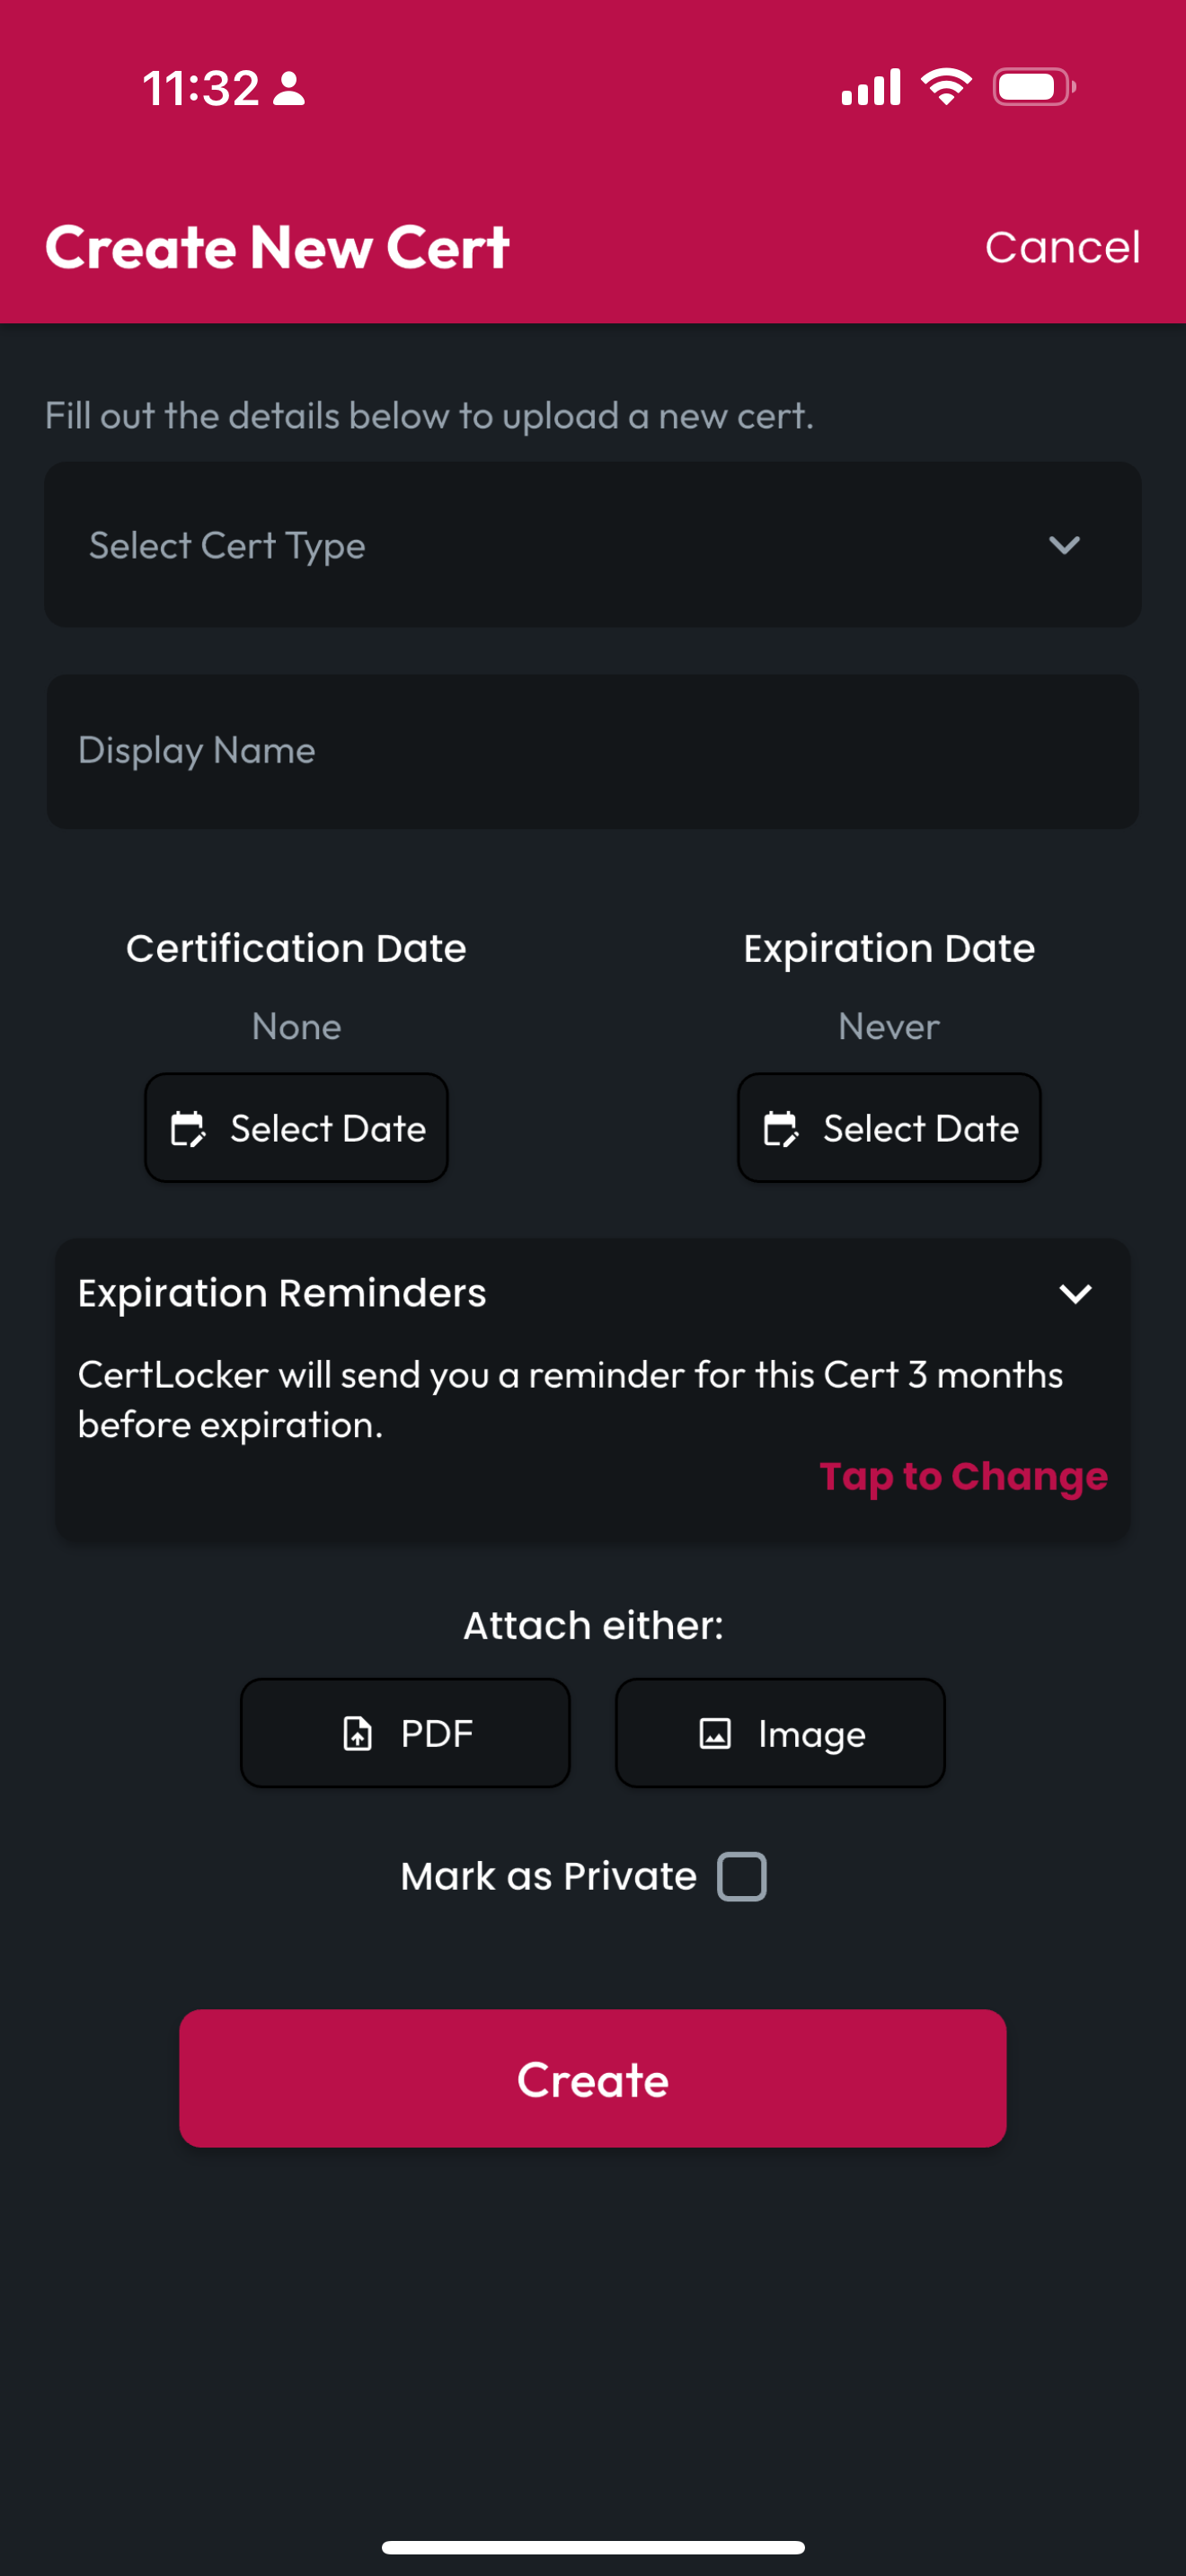 11:32
Create New Cert
Cancel
Fill out the details below to upload a new cert.
Select Cert Type
Display Name
Certification Date
Expiration Date
None
Never
Select Date
Select Date
Expiration Reminders
CertLocker will send you a reminder for this Cert 3 months
before expiration.
Tap to Change
Attach either:
PDF
Image
Mark as Private
Create